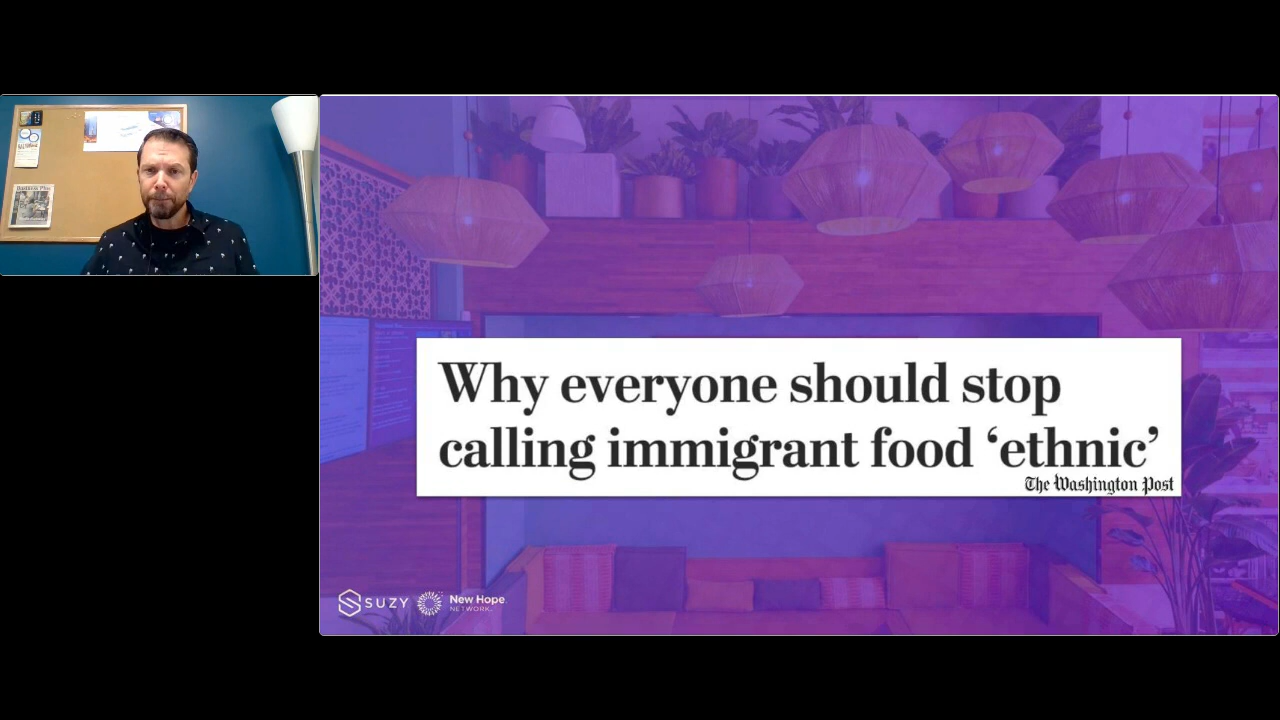 Why everyone should stop
calling immigrant food ‘ethnic’
The Washington Post
SUZY
New Hope
NETWORK